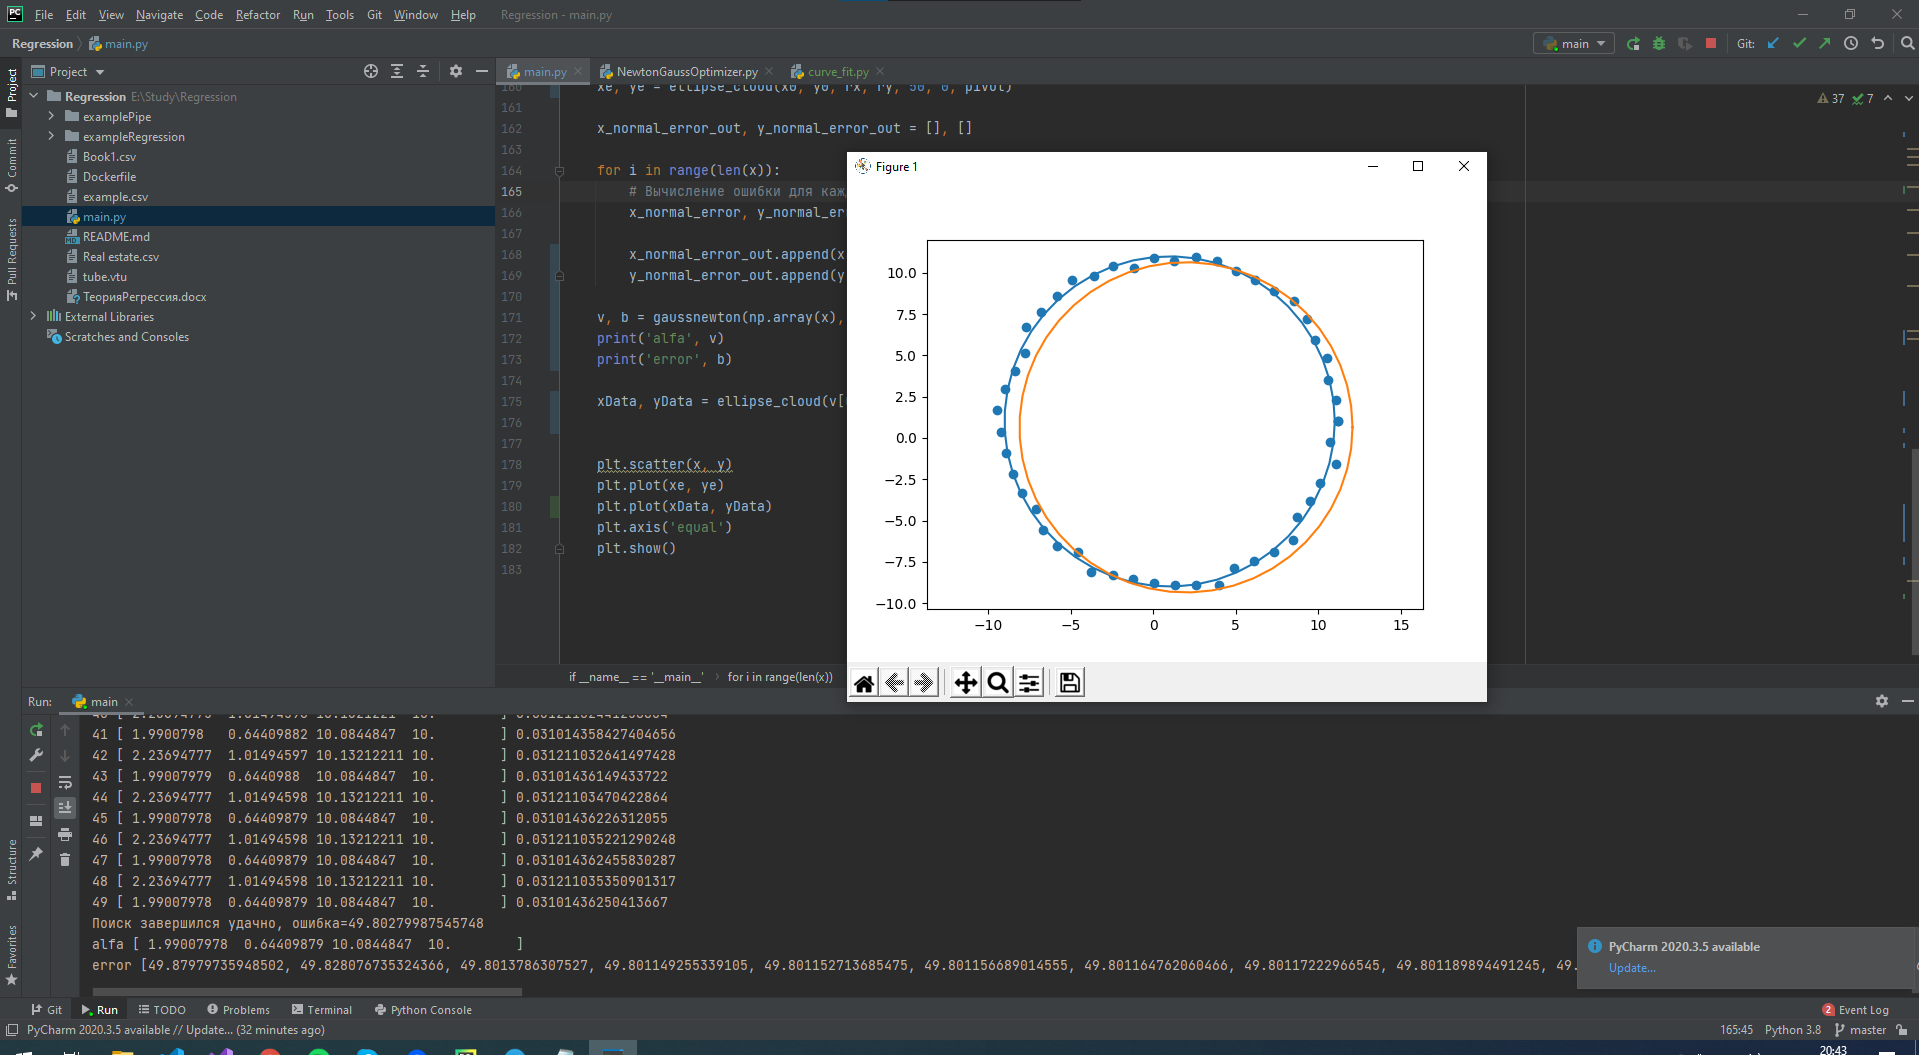 PC File Edit View Navigate Code Refactor Run Tools Git Window Help Regression - main.py
Regression main.py
main
Git:
Project
main.py
NewtonGaussOptimizer.py
curve_fit.py
Regression E:\Study\Regression
examplePipe
exampleRegression
Book1.csv
Dockerfile
example.csv
main.py
README.md
Real estate.csv
tube.vtu
ТеорияРегрессия.docx
External Libraries
Scratches and Consoles
Project
Commit
Pull Requests
Structure
Favorites
37 7
160 xe, ye = ellipse_cloud(x0, y0, rx, ry, 50, 0, pivot)
161
162 x_normal_error_out, y_normal_error_out = [], []
163
164 for i in range(len(x)):
165 # Вычисление ошибки для каж
166 x_normal_error, y_normal_er
167
168 x_normal_error_out.append(x
169 y_normal_error_out.append(y
170
171 v, b = gaussnewton(np.array(x),
172 print('alfa', v)
173 print('error', b)
174
175 xData, yData = ellipse_cloud(v[
176
177
178 plt.scatter(x, y)
179 plt.plot(xe, ye)
180 plt.plot(xData, yData)
181 plt.axis('equal')
182 plt.show()
183
if __name__ == '__main__' for i in range(len(x))
Figure 1
10.0
7.5
5.0
2.5
0.0
−2.5
−5.0
−7.5
−10.0
−10 −5 0 5 10 15
Run: main
41 [ 1.9900798 0.64409882 10.0844847 10. ] 0.031014358427404656
42 [ 2.23694777 1.01494597 10.13212211 10. ] 0.031211032641497428
43 [ 1.99007979 0.6440988 10.0844847 10. ] 0.03101436149433722
44 [ 2.23694777 1.01494598 10.13212211 10. ] 0.03121103470422864
45 [ 1.99007978 0.64409879 10.0844847 10. ] 0.03101436226312055
46 [ 2.23694777 1.01494598 10.13212211 10. ] 0.0312110352212902​48
47 [ 1.99007978 0.64409879 10.0844847 10. ] 0.031014362455830287
48 [ 2.23694777 1.01494598 10.13212211 10. ] 0.031211035350901317
49 [ 1.99007978 0.64409879 10.0844847 10. ] 0.03101436250413667
Поиск завершился удачно, ошибка=49.80279987545748
alfa [ 1.99007978 0.64409879 10.0844847 10. ]
error [49.87979735948502, 49.828076735324366, 49.8013786307527, 49.801149255339105, 49.801152713685475, 49.801156689014555, 49.801164762060466, 49.80117222966545, 49.801189894491245, 49.
PyCharm 2020.3.5 available
Update...
Git Run TODO Problems Terminal Python Console
2 Event Log
PyCharm 2020.3.5 available // Update... (32 minutes ago)
165:45 Python 3.8 master
20:43